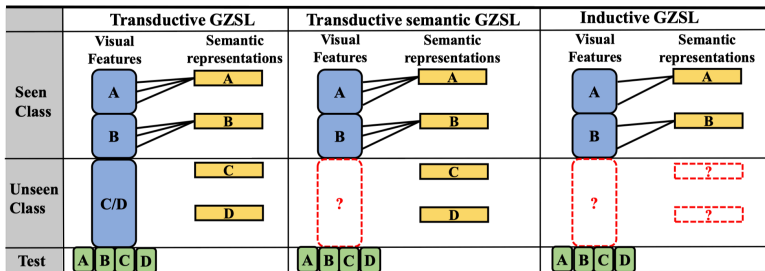 Transductive GZSL Transductive semantic GZSL Inductive GZSL
Visual Features Semantic representations Visual Features Semantic representations Visual Features Semantic representations
Seen Class
A A A A A A
B B B B B B
Unseen Class
C/D C ? C ? ?
D D ?
Test A B C D A B C D A B C D